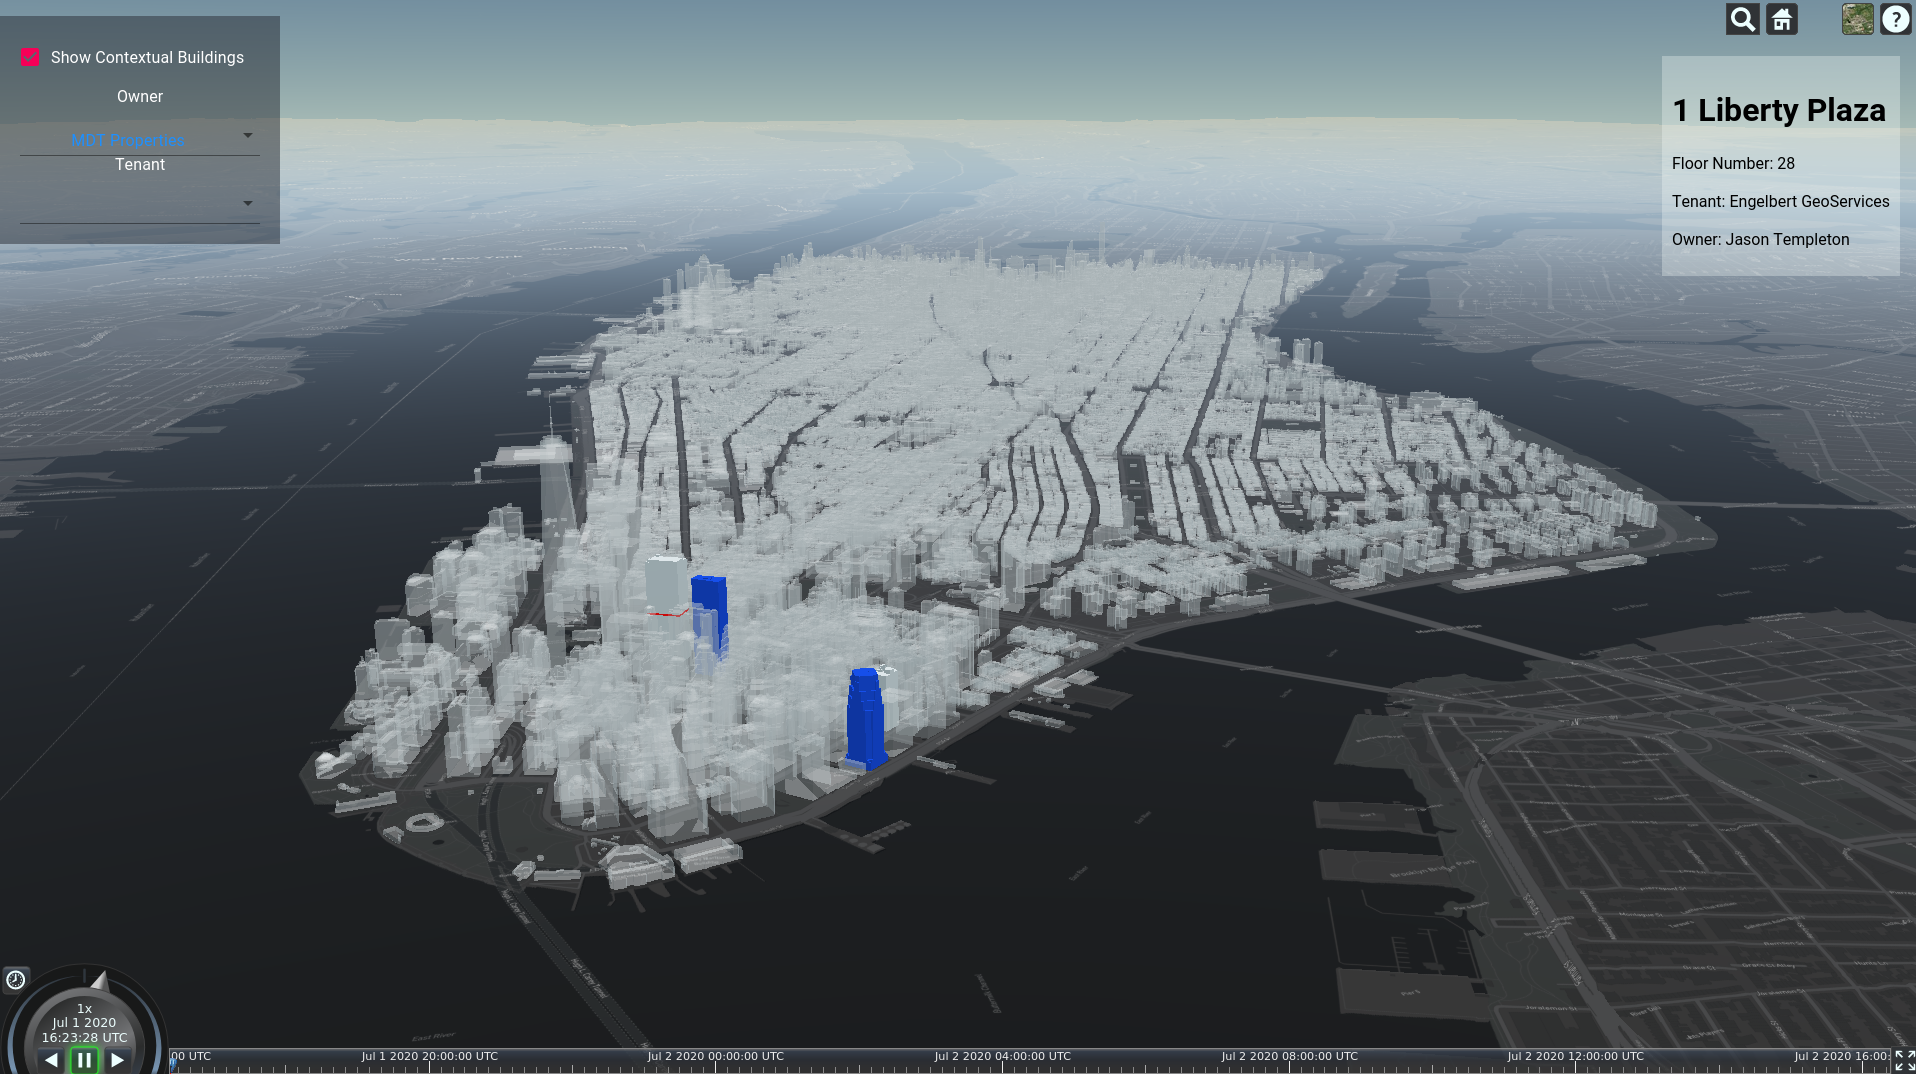 Show Contextual Buildings
Owner
MDT Properties
Tenant
?
1 Liberty Plaza
Floor Number: 28
Tenant: Engelbert GeoServices
Owner: Jason Templeton
1x
Jul 1 2020
16:23:28 UTC
00 UTC
Jul 1 2020 20:00:00 UTC
Jul 2 2020 00:00:00 UTC
Jul 2 2020 04:00:00 UTC
Jul 2 2020 08:00:00 UTC
Jul 2 2020 12:00:00 UTC
Jul 2 2020 16:00:
East River